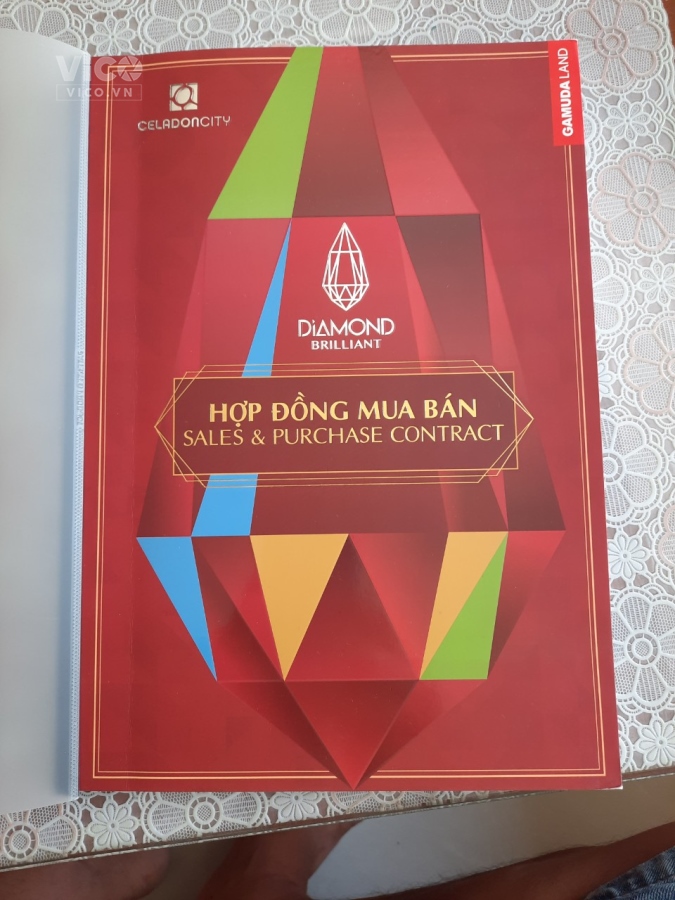 ViCO
VICO.VN
CELADONCITY
GAMUDA LAND
DiAMOND
BRILLIANT
HỢP ĐỒNG MUA BÁN
SALES & PURCHASE CONTRACT